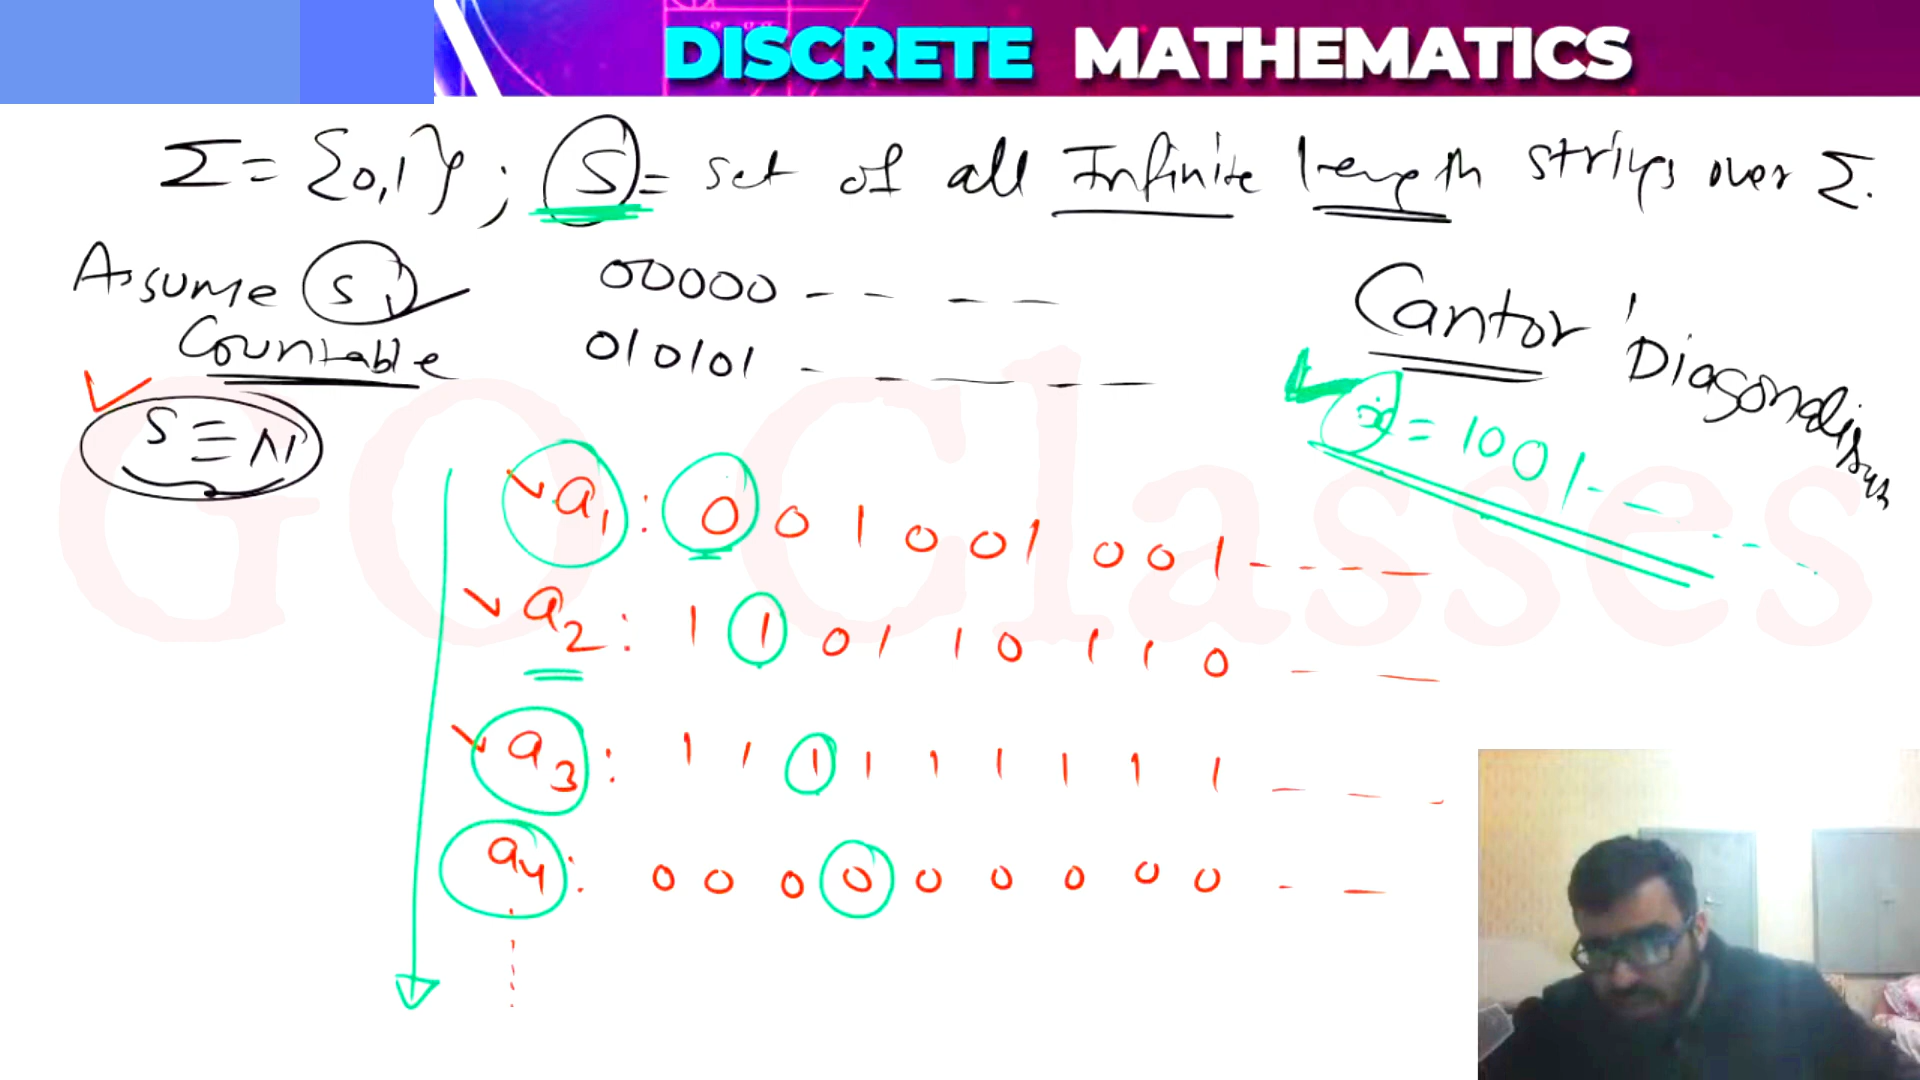 DISCRETE MATHEMATICS
Σ = {0,1} ; S = set of all Infinite length strings over Σ.
Assume S
Countable
S ≡ N
00000 - - - -
010101 - - - - -
Cantor Diagonalisys
x = 1001 - - - - -
a1 : 0 0 1 0 0 1 0 0 1 - - - -
a2 : 1 1 0 1 1 0 1 1 0 - -
a3 : 1 1 1 1 1 1 1 1 1 - - -
a4 : 0 0 0 0 0 0 0 0 0 - -
GO Classes